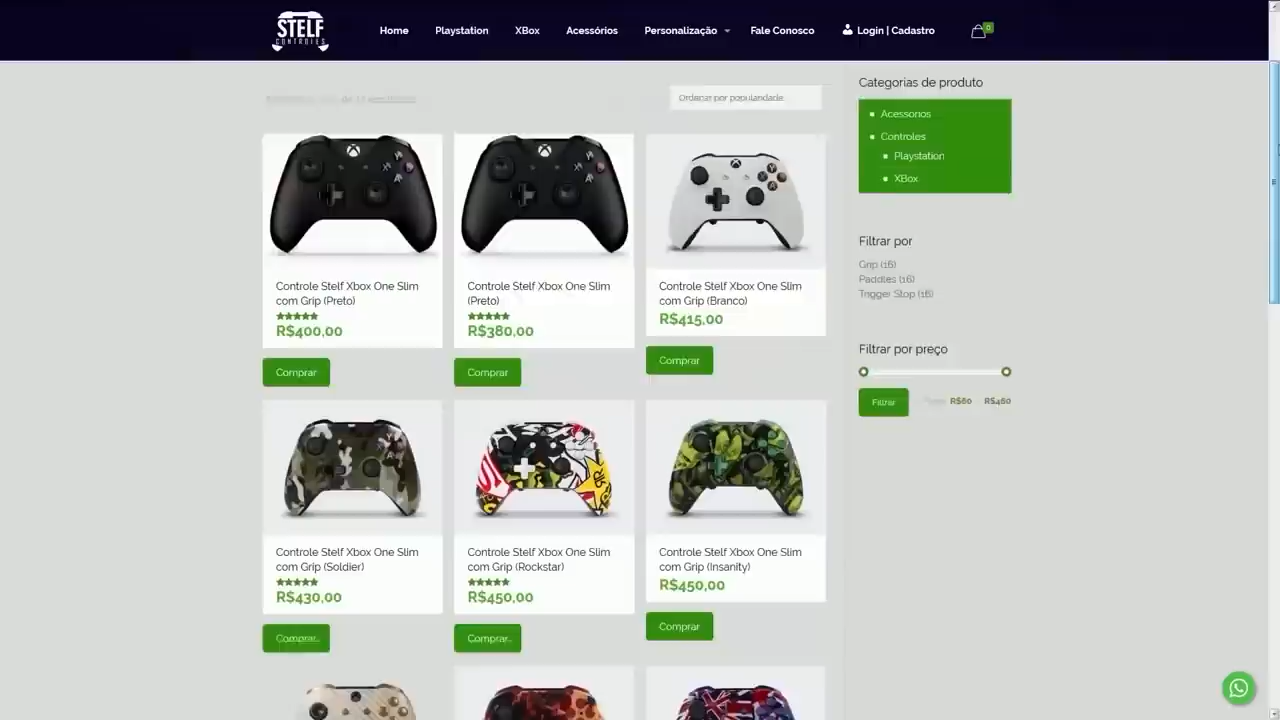 STELF
CONTROLES
Home
Playstation
XBox
Acessórios
Personalização
Fale Conosco
Login | Cadastro
0
Ordenar por popularidade
Controle Stelf Xbox One Slim
com Grip (Preto)
R$400,00
Comprar
Controle Stelf Xbox One Slim
(Preto)
R$380,00
Comprar
Controle Stelf Xbox One Slim
com Grip (Branco)
R$415,00
Comprar
Controle Stelf Xbox One Slim
com Grip (Soldier)
R$430,00
Comprar
Controle Stelf Xbox One Slim
com Grip (Rockstar)
R$450,00
Comprar
Controle Stelf Xbox One Slim
com Grip (Insanity)
R$450,00
Comprar
Categorias de produto
Acessorios
Controles
Playstation
XBox
Filtrar por
Grip (16)
Paddles (16)
Trigger Stop (16)
Filtrar por preço
Filtrar
R$60
R$460